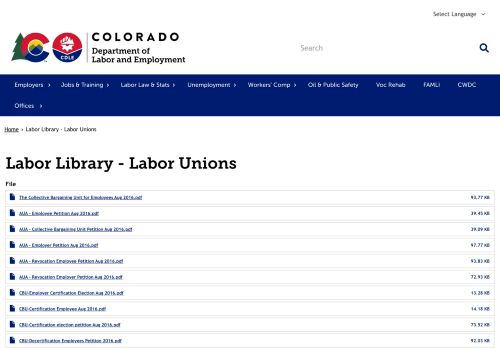 Select Language
COLORADO
Department of
Labor and Employment
CDLE
Search
Employers Jobs & Training Labor Law & Stats Unemployment Workers' Comp Oil & Public Safety Voc Rehab FAMLI CWDC
Offices
Home › Labor Library - Labor Unions
Labor Library - Labor Unions
File
The Collective Bargaining Unit for Employees Aug 2016.pdf 93.77 KB
AUA - Employee Petition Aug 2016.pdf 39.45 KB
AUA - Collective Bargaining Unit Petition Aug 2016.pdf 39.09 KB
AUA - Employer Petition Aug 2016.pdf 97.77 KB
AUA - Revocation Employee Petition Aug 2016.pdf 93.83 KB
AUA - Revocation Employer Petition Aug 2016.pdf 72.93 KB
CBU-Employer Certification Election Aug 2016.pdf 13.28 KB
CBU-Certification Employee Aug 2016.pdf 14.18 KB
CBU-Certification election petition Aug 2016.pdf 73.52 KB
CBU-Decertification Employees Petition 2016.pdf 92.03 KB